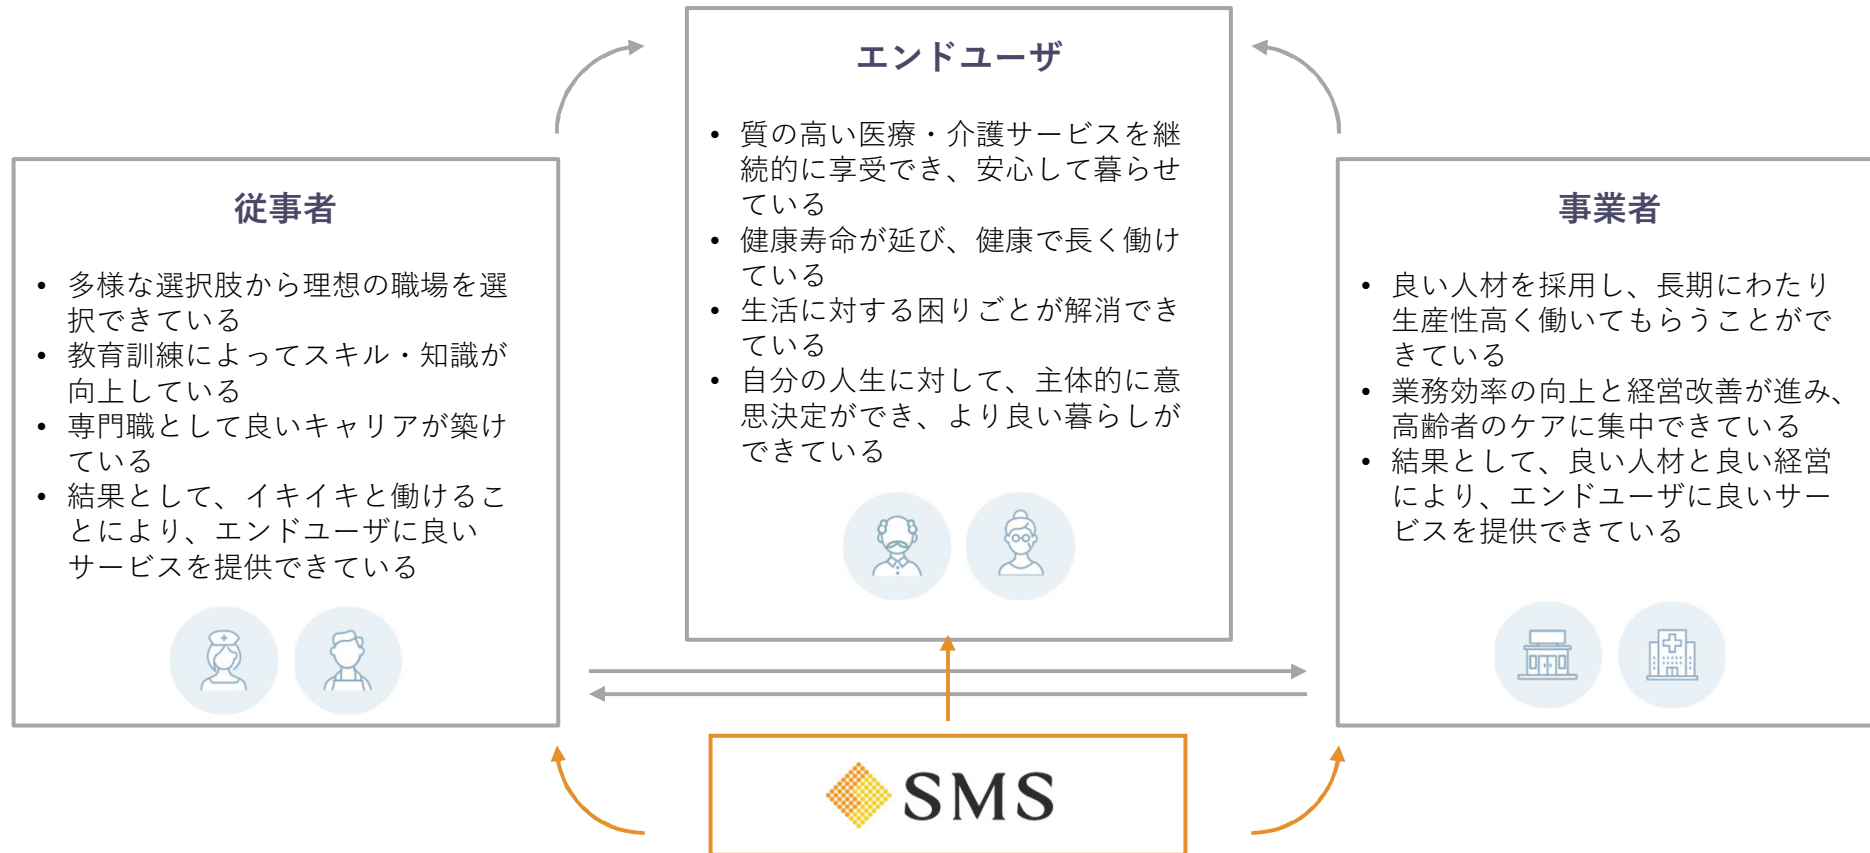 エンドユーザ
• 質の高い医療・介護サービスを継
続的に享受でき、安心して暮らせ
ている
• 健康寿命が延び、健康で長く働け
ている
• 生活に対する困りごとが解消でき
ている
• 自分の人生に対して、主体的に意
思決定ができ、より良い暮らしが
できている
従事者
• 多様な選択肢から理想の職場を選
択できている
• 教育訓練によってスキル・知識が
向上している
• 専門職として良いキャリアが築け
ている
• 結果として、イキイキと働けるこ
とにより、エンドユーザに良い
サービスを提供できている
事業者
• 良い人材を採用し、長期にわたり
生産性高く働いてもらうことがで
きている
• 業務効率の向上と経営改善が進み、
高齢者のケアに集中できている
• 結果として、良い人材と良い経営
により、エンドユーザに良いサー
ビスを提供できている
SMS